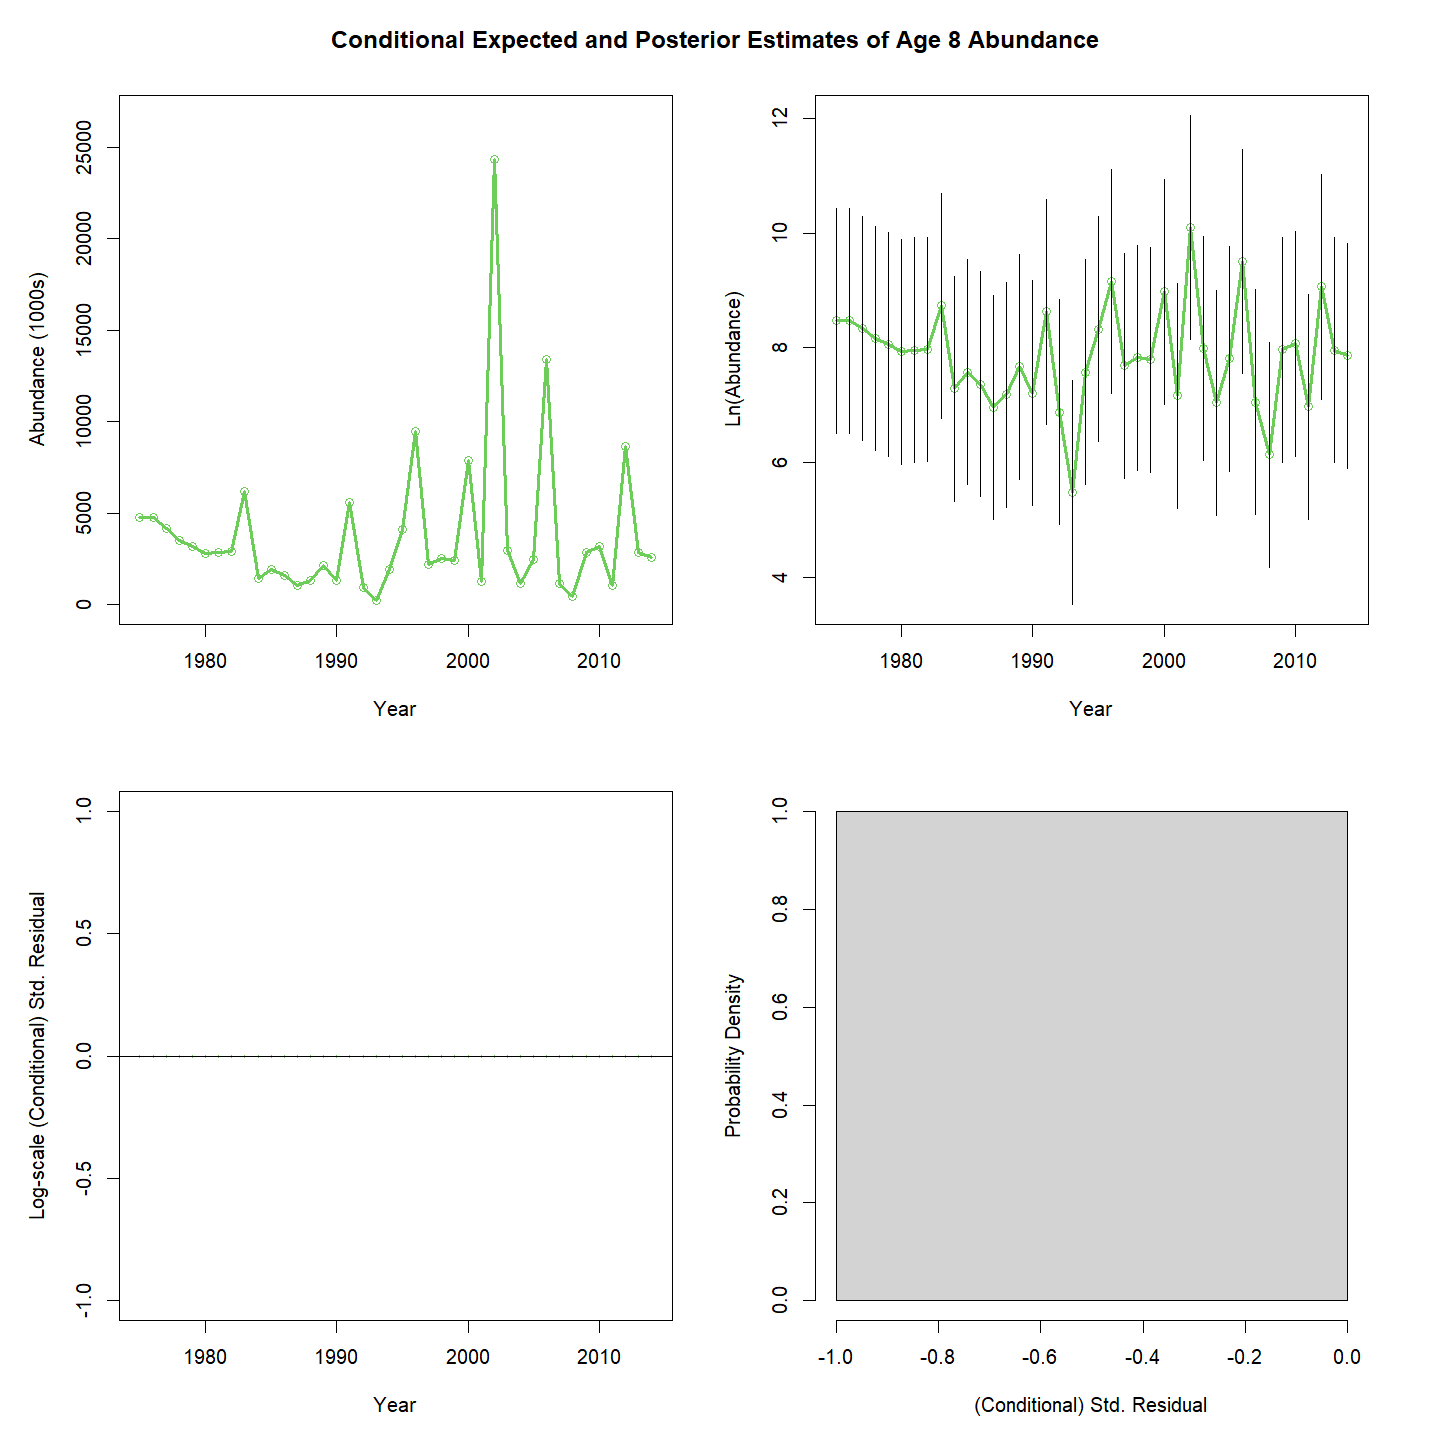 Conditional Expected and Posterior Estimates of Age 8 Abundance
Abundance (1000s)
25000
20000
15000
10000
5000
0
1980 1990 2000 2010
Year
Ln(Abundance)
12
10
8
6
4
1980 1990 2000 2010
Year
Log-scale (Conditional) Std. Residual
1.0
0.5
0.0
-0.5
-1.0
1980 1990 2000 2010
Year
Probability Density
1.0
0.8
0.6
0.4
0.2
0.0
-1.0 -0.8 -0.6 -0.4 -0.2 0.0
(Conditional) Std. Residual